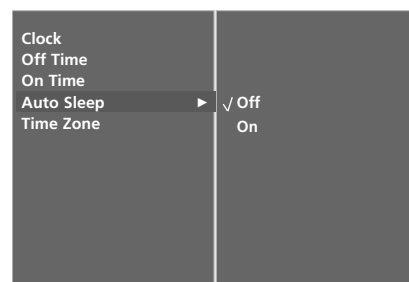 Clock
Off Time
On Time
Auto Sleep ► √ Off
Time Zone On